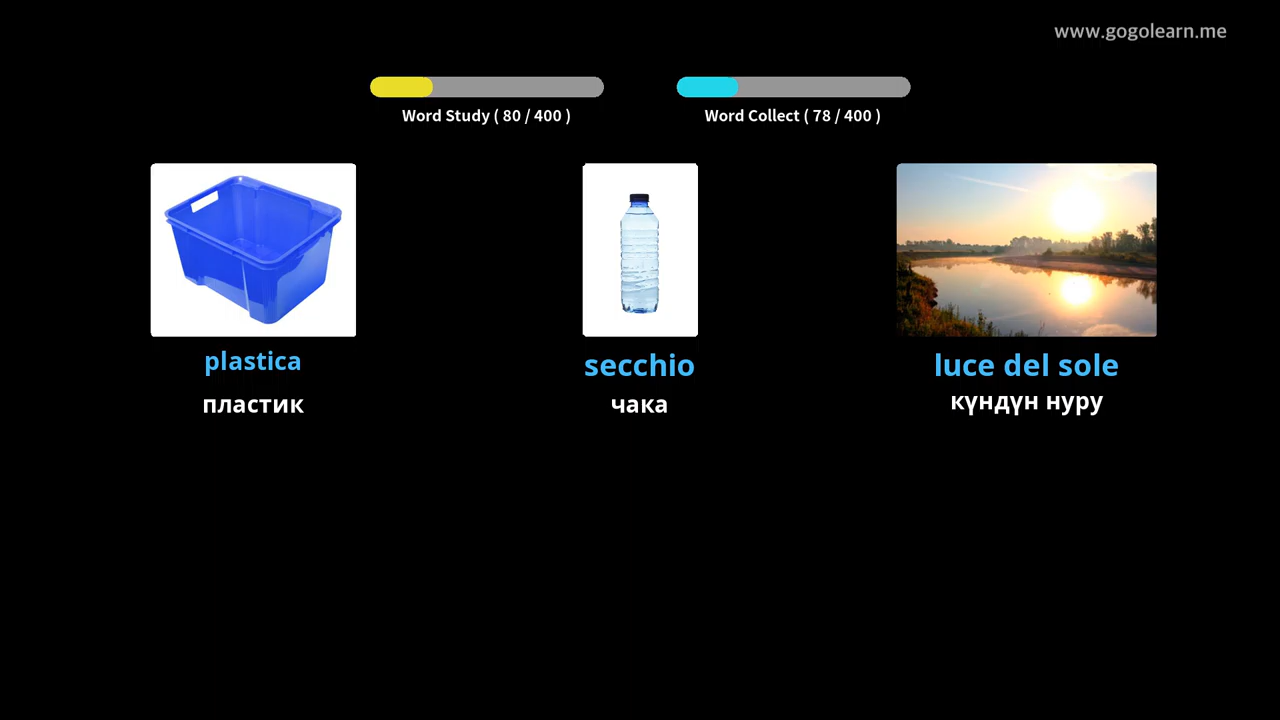 www.gogolearn.me
Word Study ( 80 / 400 )
Word Collect ( 78 / 400 )
plastica
пластик
secchio
чака
luce del sole
күндүн нуру